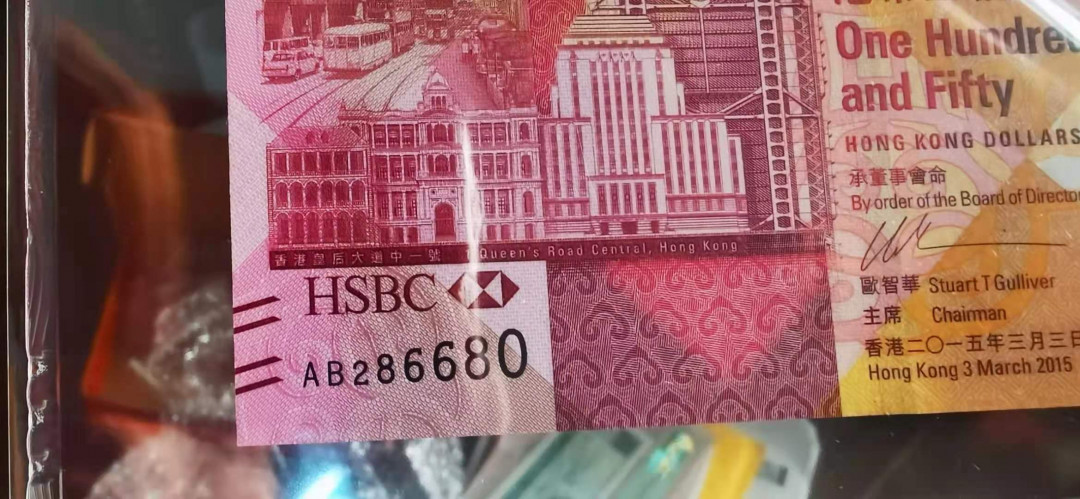 One Hundred
and Fifty
HONG KONG DOLLARS
承董事會命
By order of the Board of Director
香港皇后大道中一號 Queen's Road Central, Hong Kong
HSBC
歐智華 Stuart T Gulliver
主席 Chairman
香港二〇一五年三月三日
Hong Kong 3 March 2015
AB286680